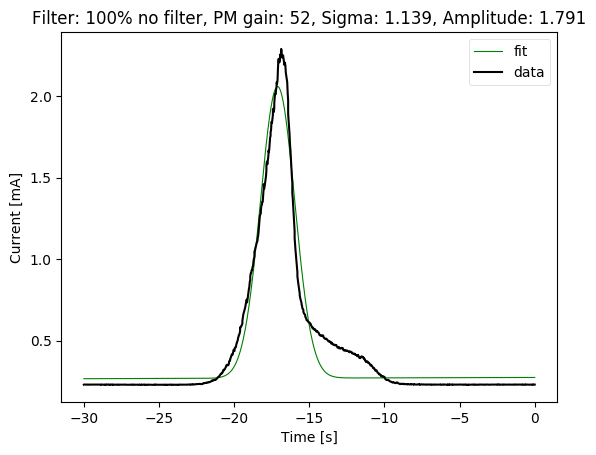 Filter: 100% no filter, PM gain: 52, Sigma: 1.139, Amplitude: 1.791
fit
data
2.0
1.5
1.0
0.5
Current [mA]
−30
−25
−20
−15
−10
−5
0
Time [s]